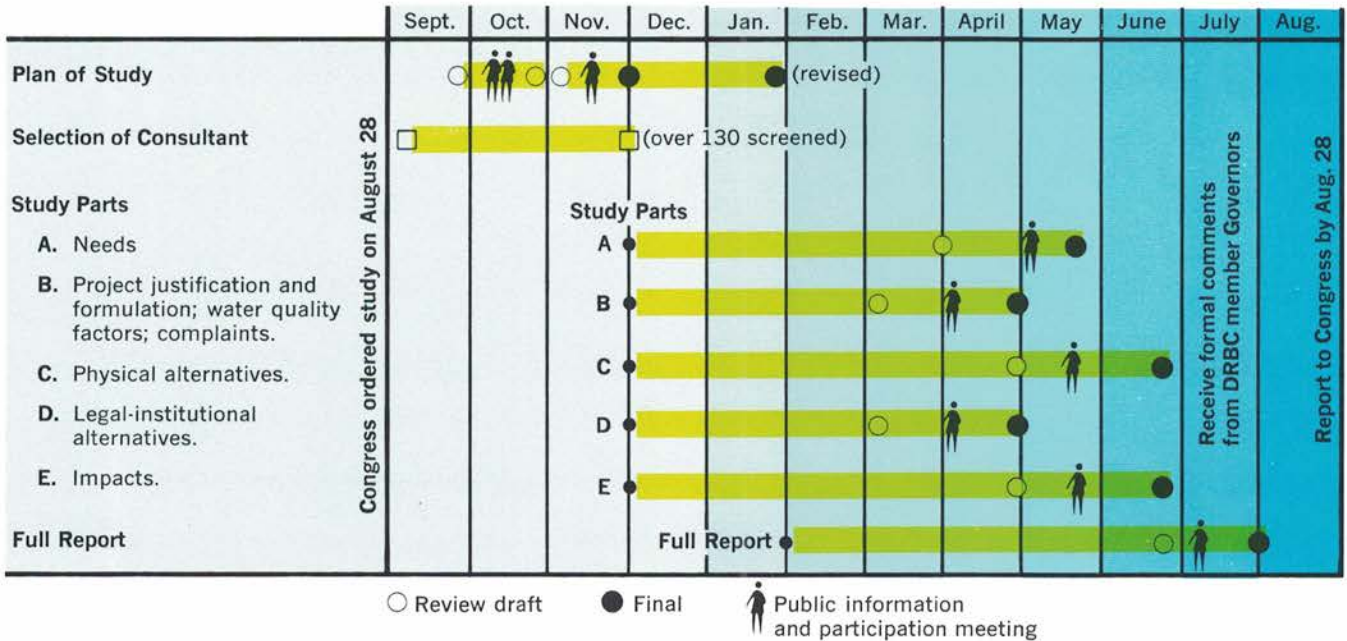 Sept. Oct. Nov. Dec. Jan. Feb. Mar. April May June July Aug.
Plan of Study
(revised)
Selection of Consultant
(over 130 screened)
Congress ordered study on August 28
Study Parts
A. Needs
B. Project justification and
formulation; water quality
factors; complaints.
C. Physical alternatives.
D. Legal-institutional
alternatives.
E. Impacts.
Full Report
Study Parts
A
B
C
D
E
Full Report
Receive formal comments
from DRBC member Governors
Report to Congress by Aug. 28
Review draft
Final
Public information
and participation meeting